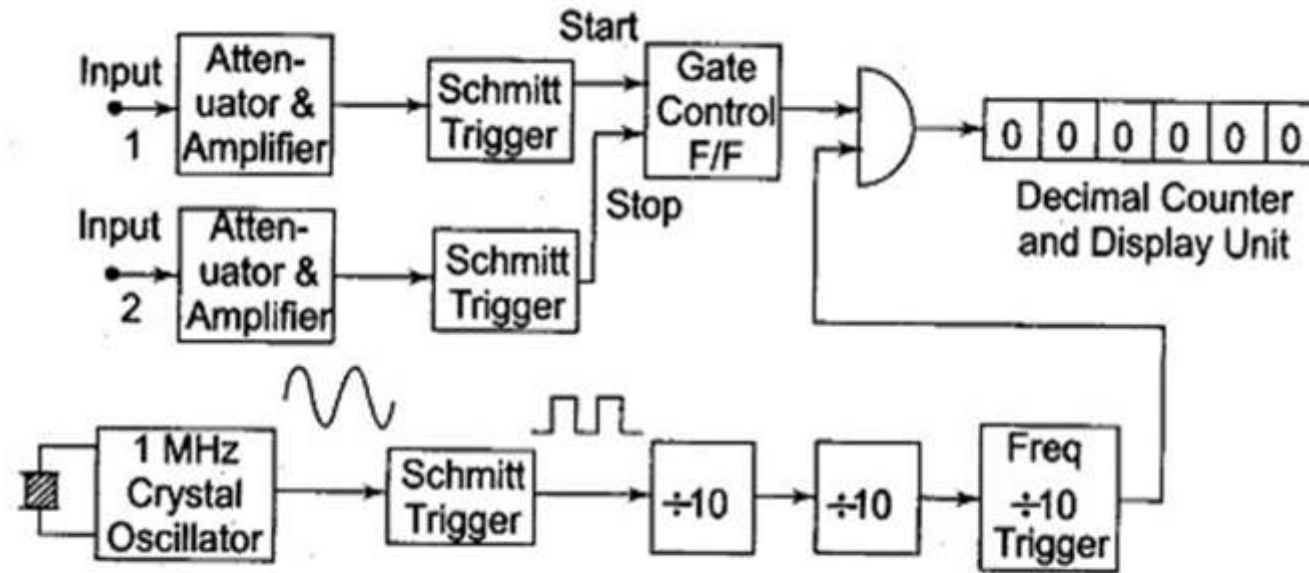 Input
1
Atten-
uator &
Amplifier
Schmitt
Trigger
Start
Gate
Control
F/F
Stop
0 0 0 0 0 0
Decimal Counter
and Display Unit
Input
2
Atten-
uator &
Amplifier
Schmitt
Trigger
1 MHz
Crystal
Oscillator
Schmitt
Trigger
÷10
÷10
Freq
÷10
Trigger